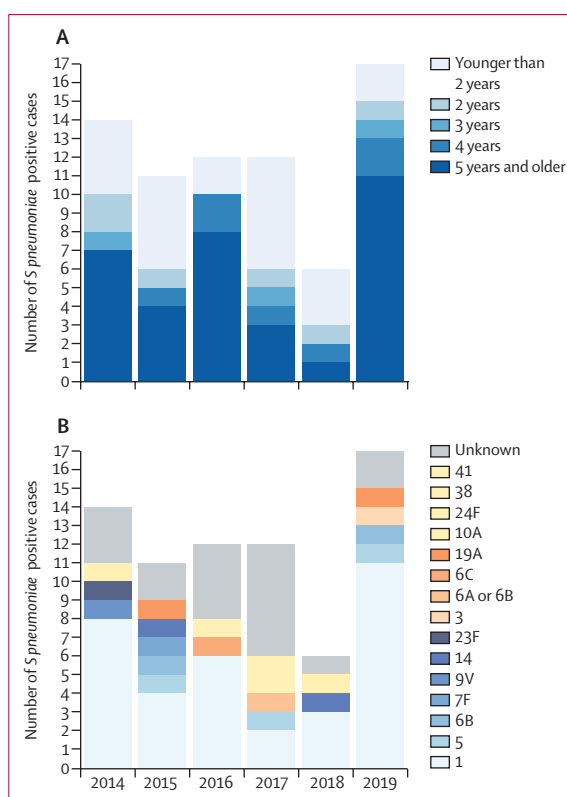 A
Number of S pneumoniae positive cases
17
16
15
14
13
12
11
10
9
8
7
6
5
4
3
2
1
0
Younger than
2 years
2 years
3 years
4 years
5 years and older
B
Number of S pneumoniae positive cases
17
16
15
14
13
12
11
10
9
8
7
6
5
4
3
2
1
0
2014 2015 2016 2017 2018 2019
Unknown
41
38
24F
10A
19A
6C
6A or 6B
3
23F
14
9V
7F
6B
5
1